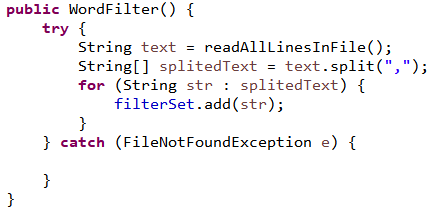 public WordFilter() {
    try {
        String text = readAllLinesInFile();
        String[] splitedText = text.split(",");
        for (String str : splitedText) {
            filterSet.add(str);
        }
    } catch (FileNotFoundException e) {

    }
}